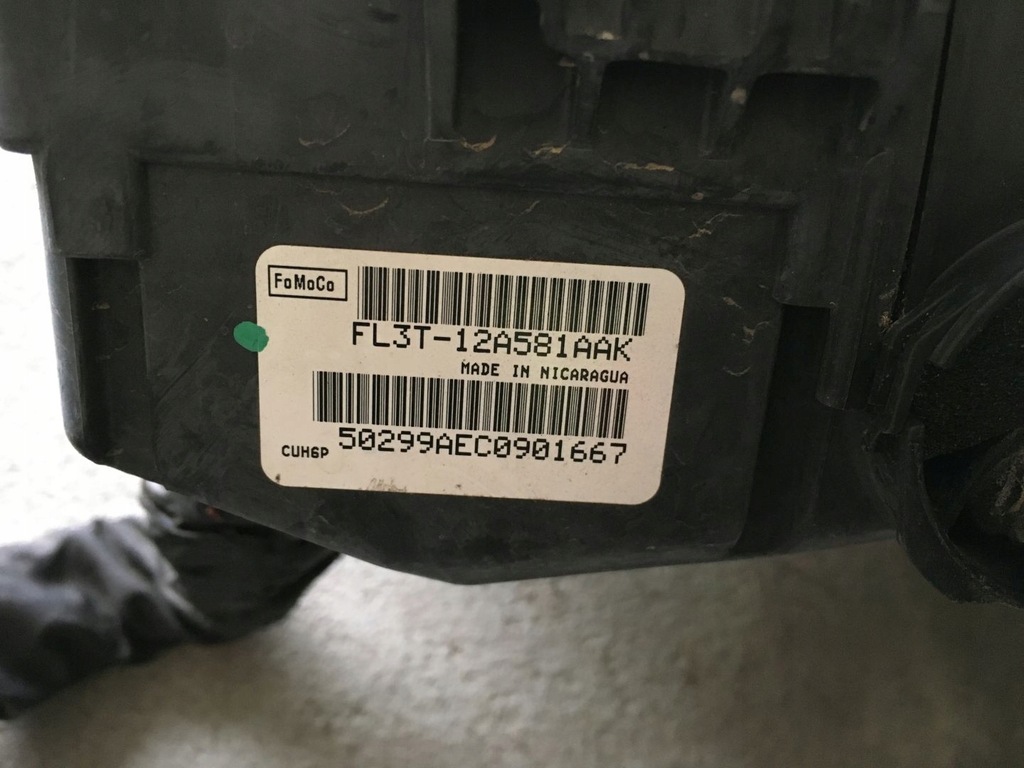 FoMoCo
FL3T-12A581AAK
MADE IN NICARAGUA
CUH6P 50299AEC0901667